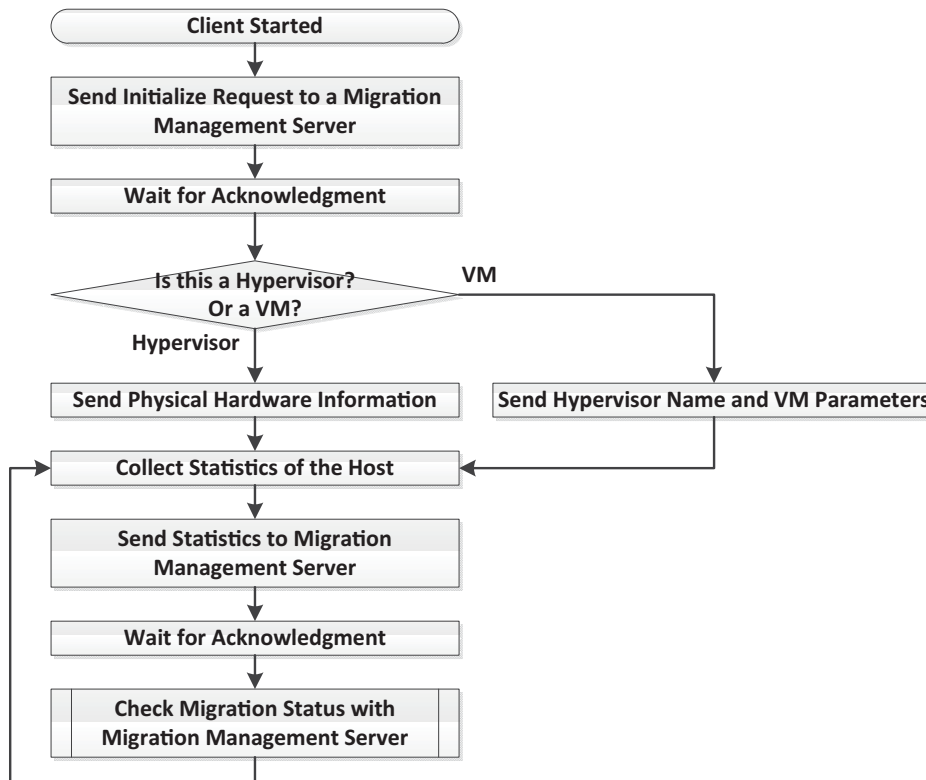 Client Started
Send Initialize Request to a Migration
Management Server
Wait for Acknowledgment
Is this a Hypervisor?
Or a VM?
VM
Hypervisor
Send Physical Hardware Information
Send Hypervisor Name and VM Parameters
Collect Statistics of the Host
Send Statistics to Migration
Management Server
Wait for Acknowledgment
Check Migration Status with
Migration Management Server